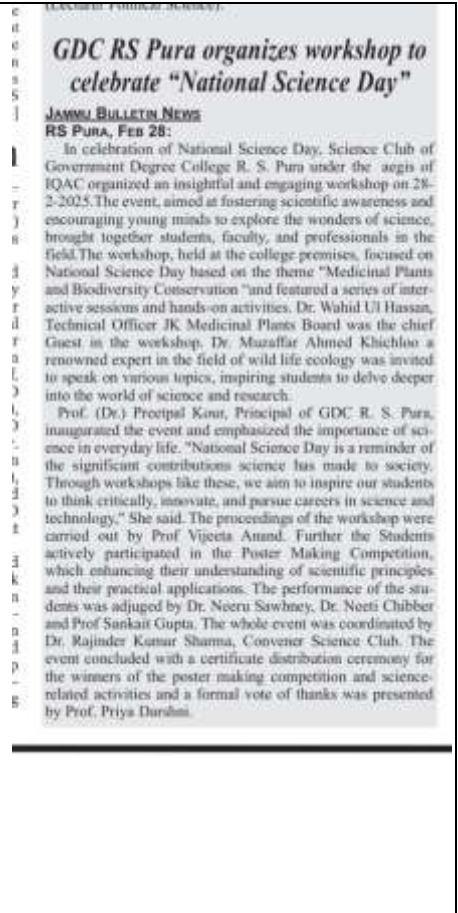 (Lecturer Political Science).
GDC RS Pura organizes workshop to
celebrate “National Science Day”
JAMMU BULLETIN NEWS
RS PURA, FEB 28:
In celebration of National Science Day, Science Club of
Government Degree College R. S. Pura under the aegis of
IQAC organized an insightful and engaging workshop on 28-
2-2025.The event, aimed at fostering scientific awareness and
encouraging young minds to explore the wonders of science,
brought together students, faculty, and professionals in the
field.The workshop, held at the college premises, focused on
National Science Day based on the theme "Medicinal Plants
and Biodiversity Conservation "and featured a series of inter-
active sessions and hands-on activities. Dr. Wahid Ul Hassan,
Technical Officer JK Medicinal Plants Board was the chief
Guest in the workshop. Dr. Muzaffar Ahmed Khichloo a
renowned expert in the field of wild life ecology was invited
to speak on various topics, inspiring students to delve deeper
into the world of science and research.
Prof. (Dr.) Preetpal Kour, Principal of GDC R. S. Pura,
inaugurated the event and emphasized the importance of sci-
ence in everyday life. "National Science Day is a reminder of
the significant contributions science has made to society.
Through workshops like these, we aim to inspire our students
to think critically, innovate, and pursue careers in science and
technology," She said. The proceedings of the workshop were
carried out by Prof Vijeeta Anand. Further the Students
actively participated in the Poster Making Competition,
which enhancing their understanding of scientific principles
and their practical applications. The performance of the stu-
dents was adjuged by Dr. Neeru Sawhney, Dr. Neeti Chibber
and Prof Sankait Gupta. The whole event was coordinated by
Dr. Rajinder Kumar Sharma, Convener Science Club. The
event concluded with a certificate distribution ceremony for
the winners of the poster making competition and science-
related activities and a formal vote of thanks was presented
by Prof. Priya Darshni.